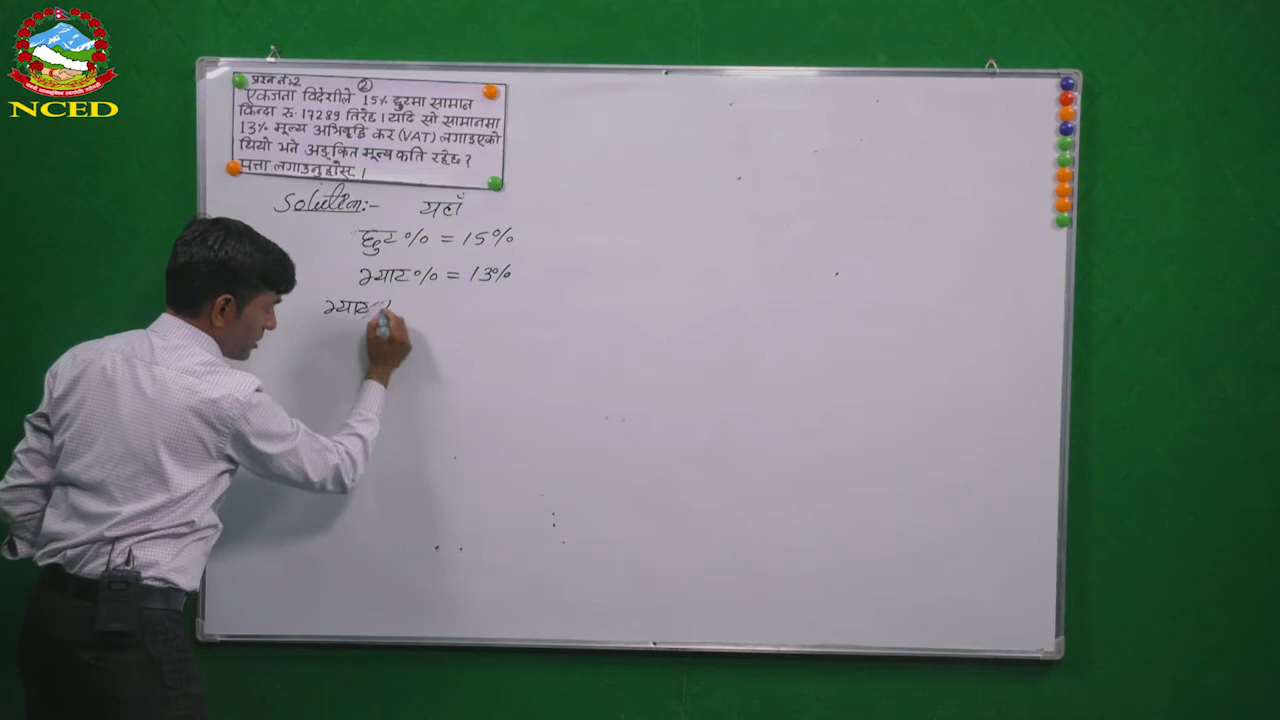 NCED
प्रश्न नं:-2
②
एकजना विदेशीले 15% छुटमा सामान
किन्दा रु. 17289 तिरेछ । यदि सो सामानमा
13% मूल्य अभिवृद्धि कर (VAT) लगाइएको
थियो भने अङ्कित मूल्य कति रहेछ ?
पत्ता लगाउनुहोस् ।
Solution:- यहाँ
छुट % = 15%
भ्याट % = 13%
भ्याट